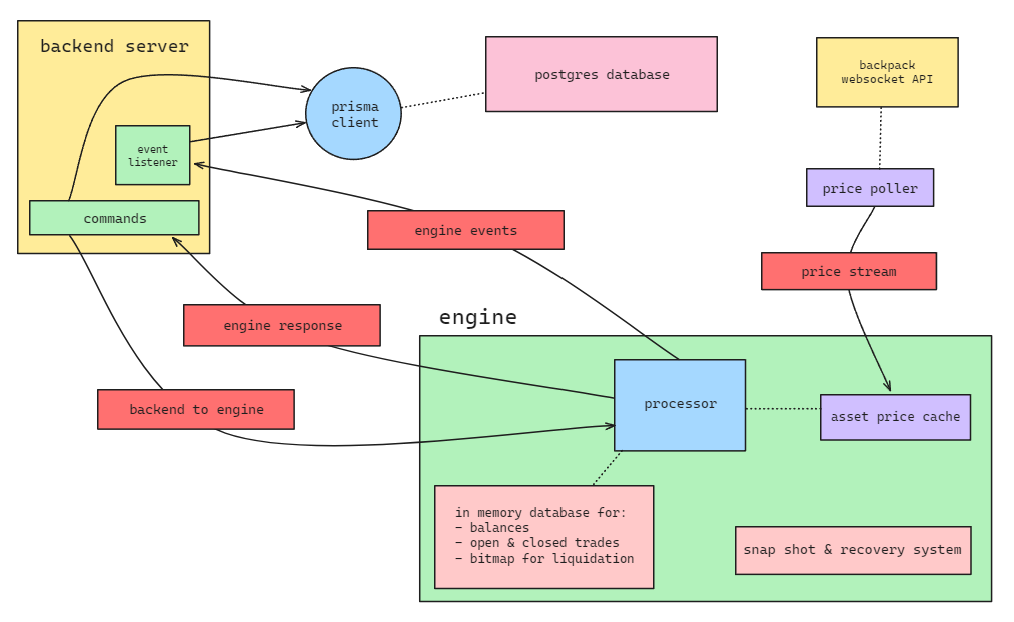 backend server
prisma
client
postgres database
backpack
websocket API
event
listener
price poller
commands
engine events
price stream
engine response
engine
backend to engine
processor
asset price cache
in memory database for:
- balances
- open & closed trades
- bitmap for liquidation
snap shot & recovery system